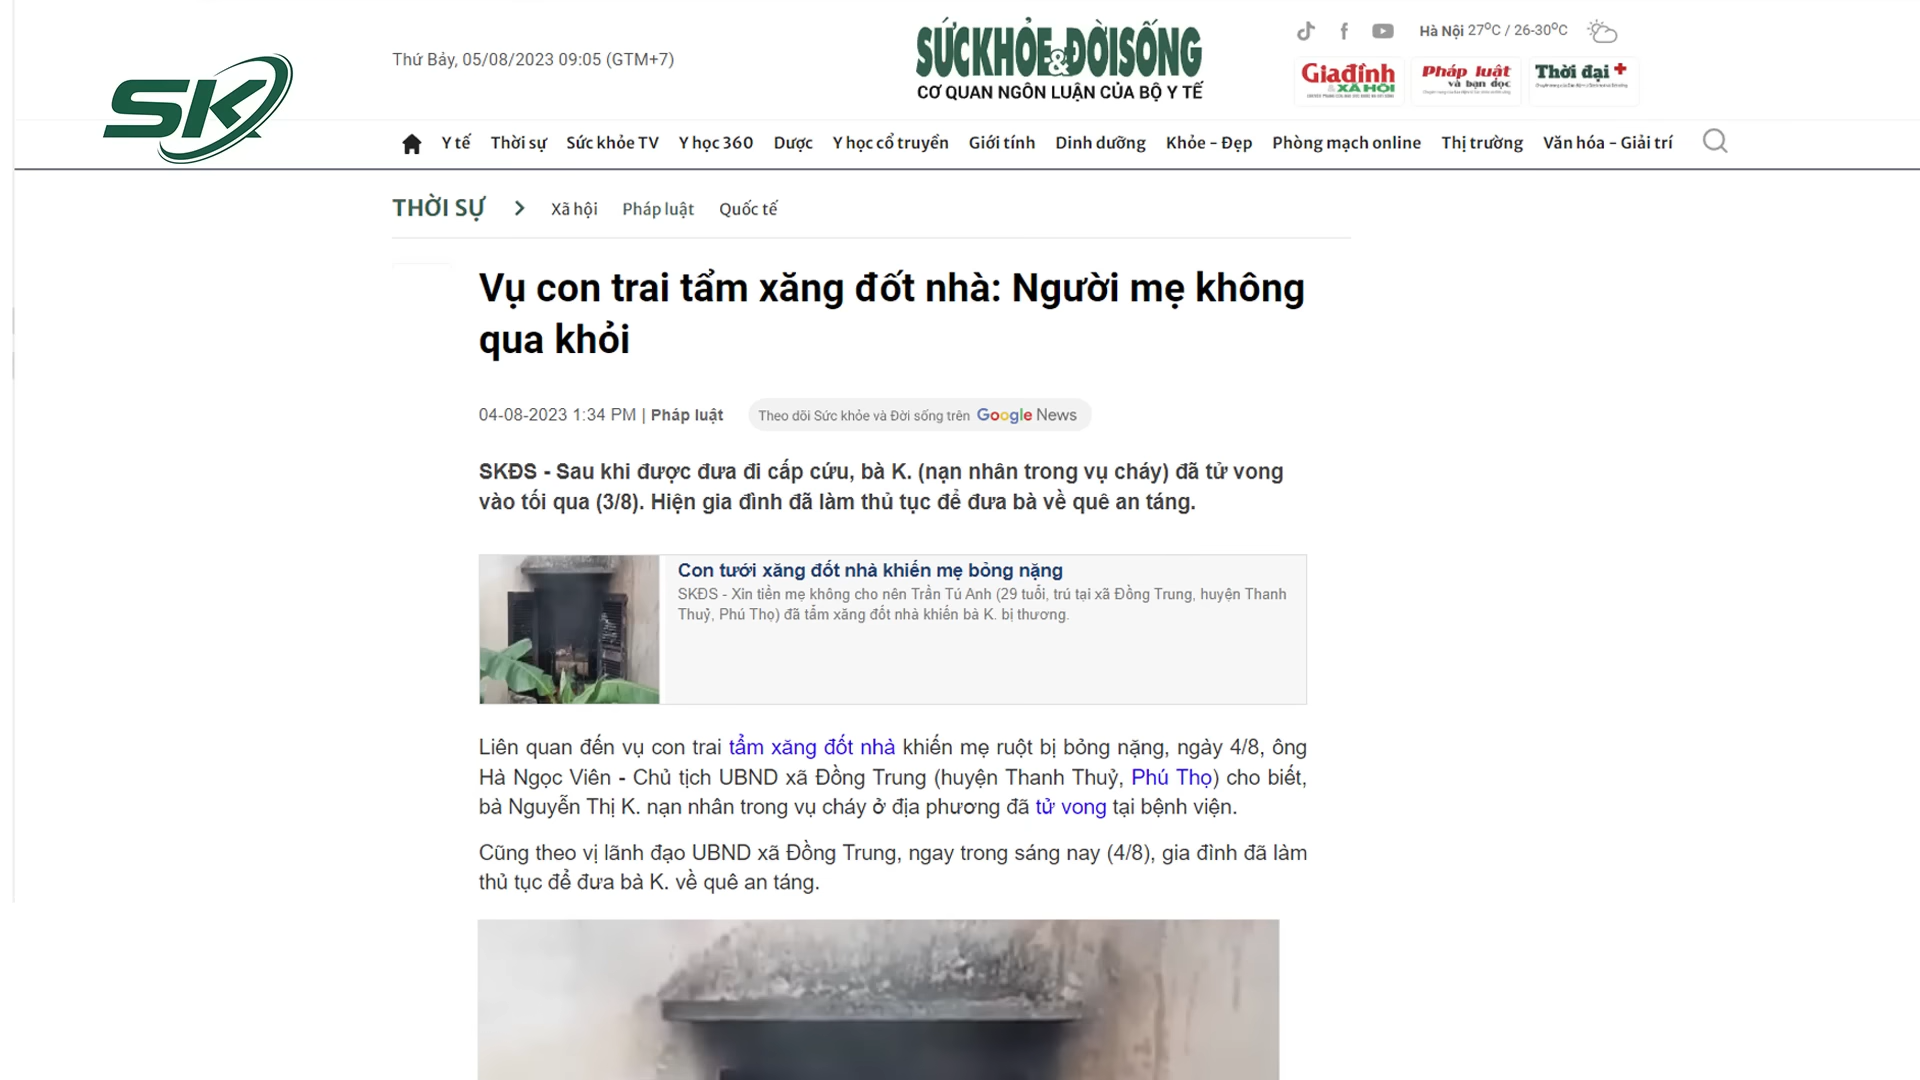 SK
Thứ Bảy, 05/08/2023 09:05 (GTM+7)
SỨC KHỎE & ĐỜI SỐNG
CƠ QUAN NGÔN LUẬN CỦA BỘ Y TẾ
Hà Nội 27°C / 26-30°C
Gia đình & XÃ HỘI
Pháp luật và bạn đọc
Thời đại +
Y tế Thời sự Sức khỏe TV Y học 360 Dược Y học cổ truyền Giới tính Dinh dưỡng Khỏe - Đẹp Phòng mạch online Thị trường Văn hóa - Giải trí
THỜI SỰ Xã hội Pháp luật Quốc tế
Vụ con trai tẩm xăng đốt nhà: Người mẹ không
qua khỏi
04-08-2023 1:34 PM | Pháp luật Theo dõi Sức khỏe và Đời sống trên Google News
SKĐS - Sau khi được đưa đi cấp cứu, bà K. (nạn nhân trong vụ cháy) đã tử vong
vào tối qua (3/8). Hiện gia đình đã làm thủ tục để đưa bà về quê an táng.
Con tưới xăng đốt nhà khiến mẹ bỏng nặng
SKĐS - Xin tiền mẹ không cho nên Trần Tú Anh (29 tuổi, trú tại xã Đồng Trung, huyện Thanh
Thuỷ, Phú Thọ) đã tẩm xăng đốt nhà khiến bà K. bị thương.
Liên quan đến vụ con trai tẩm xăng đốt nhà khiến mẹ ruột bị bỏng nặng, ngày 4/8, ông
Hà Ngọc Viên - Chủ tịch UBND xã Đồng Trung (huyện Thanh Thuỷ, Phú Thọ) cho biết,
bà Nguyễn Thị K. nạn nhân trong vụ cháy ở địa phương đã tử vong tại bệnh viện.
Cũng theo vị lãnh đạo UBND xã Đồng Trung, ngay trong sáng nay (4/8), gia đình đã làm
thủ tục để đưa bà K. về quê an táng.